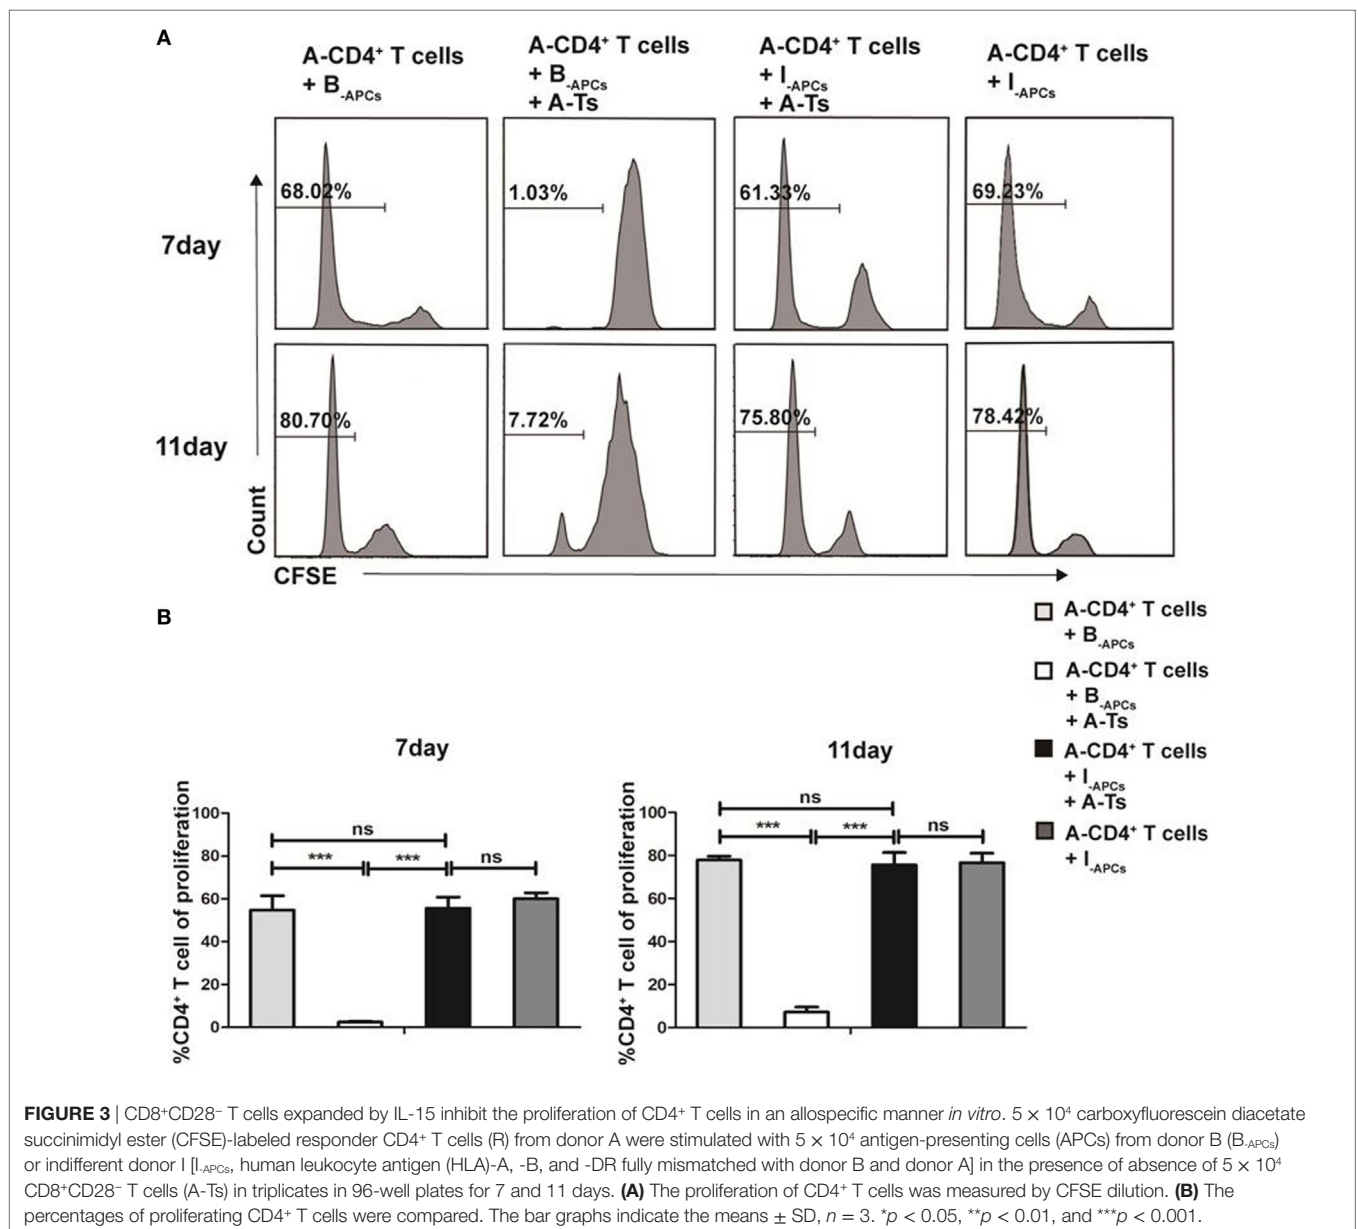 A
A-CD4⁺ T cells
+ B-APCs
A-CD4⁺ T cells
+ B-APCs
+ A-Ts
A-CD4⁺ T cells
+ I-APCs
+ A-Ts
A-CD4⁺ T cells
+ I-APCs
7day
68.02%
1.03%
61.33%
69.23%
11day
80.70%
7.72%
75.80%
78.42%
Count
CFSE
B
A-CD4⁺ T cells
+ B-APCs
A-CD4⁺ T cells
+ B-APCs
+ A-Ts
A-CD4⁺ T cells
+ I-APCs
+ A-Ts
A-CD4⁺ T cells
+ I-APCs
7day
%CD4⁺ T cell of proliferation
100
80
60
40
20
0
ns
*** *** ns
11day
%CD4⁺ T cell of proliferation
100
80
60
40
20
0
ns
*** *** ns
FIGURE 3 | CD8⁺CD28⁻ T cells expanded by IL-15 inhibit the proliferation of CD4⁺ T cells in an allospecific manner in vitro. 5 × 10⁴ carboxyfluorescein diacetate
succinimidyl ester (CFSE)-labeled responder CD4⁺ T cells (R) from donor A were stimulated with 5 × 10⁴ antigen-presenting cells (APCs) from donor B (B-APCs)
or indifferent donor I [I-APCs, human leukocyte antigen (HLA)-A, -B, and -DR fully mismatched with donor B and donor A] in the presence of absence of 5 × 10⁴
CD8⁺CD28⁻ T cells (A-Ts) in triplicates in 96-well plates for 7 and 11 days. (A) The proliferation of CD4⁺ T cells was measured by CFSE dilution. (B) The
percentages of proliferating CD4⁺ T cells were compared. The bar graphs indicate the means ± SD, n = 3. *p < 0.05, **p < 0.01, and ***p < 0.001.